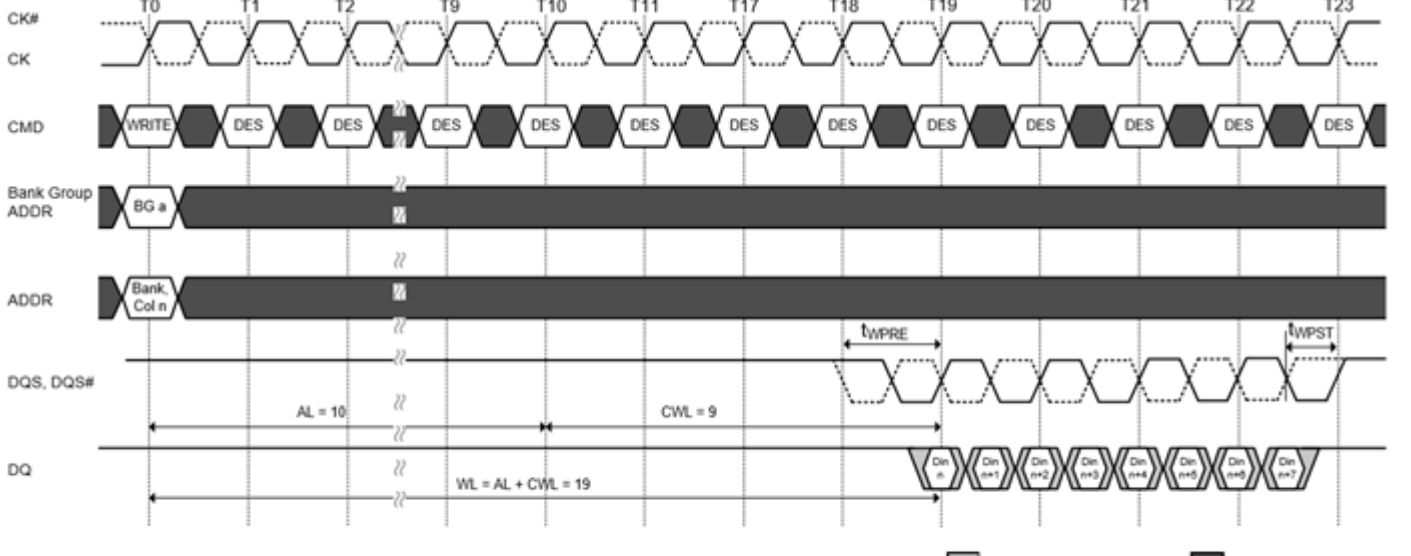 T0 T1 T2 T9 T10 T11 T17 T18 T19 T20 T21 T22 T23
CK#
CK
CMD WRITE DES DES DES DES DES DES DES DES DES DES DES DES
Bank Group
ADDR
BG a
ADDR
Bank,
Col n
tWPRE
tWPST
DQS, DQS#
AL = 10
CWL = 9
DQ
Din
n
Din
n+1
Din
n+2
Din
n+3
Din
n+4
Din
n+5
Din
n+6
Din
n+7
WL = AL + CWL = 19